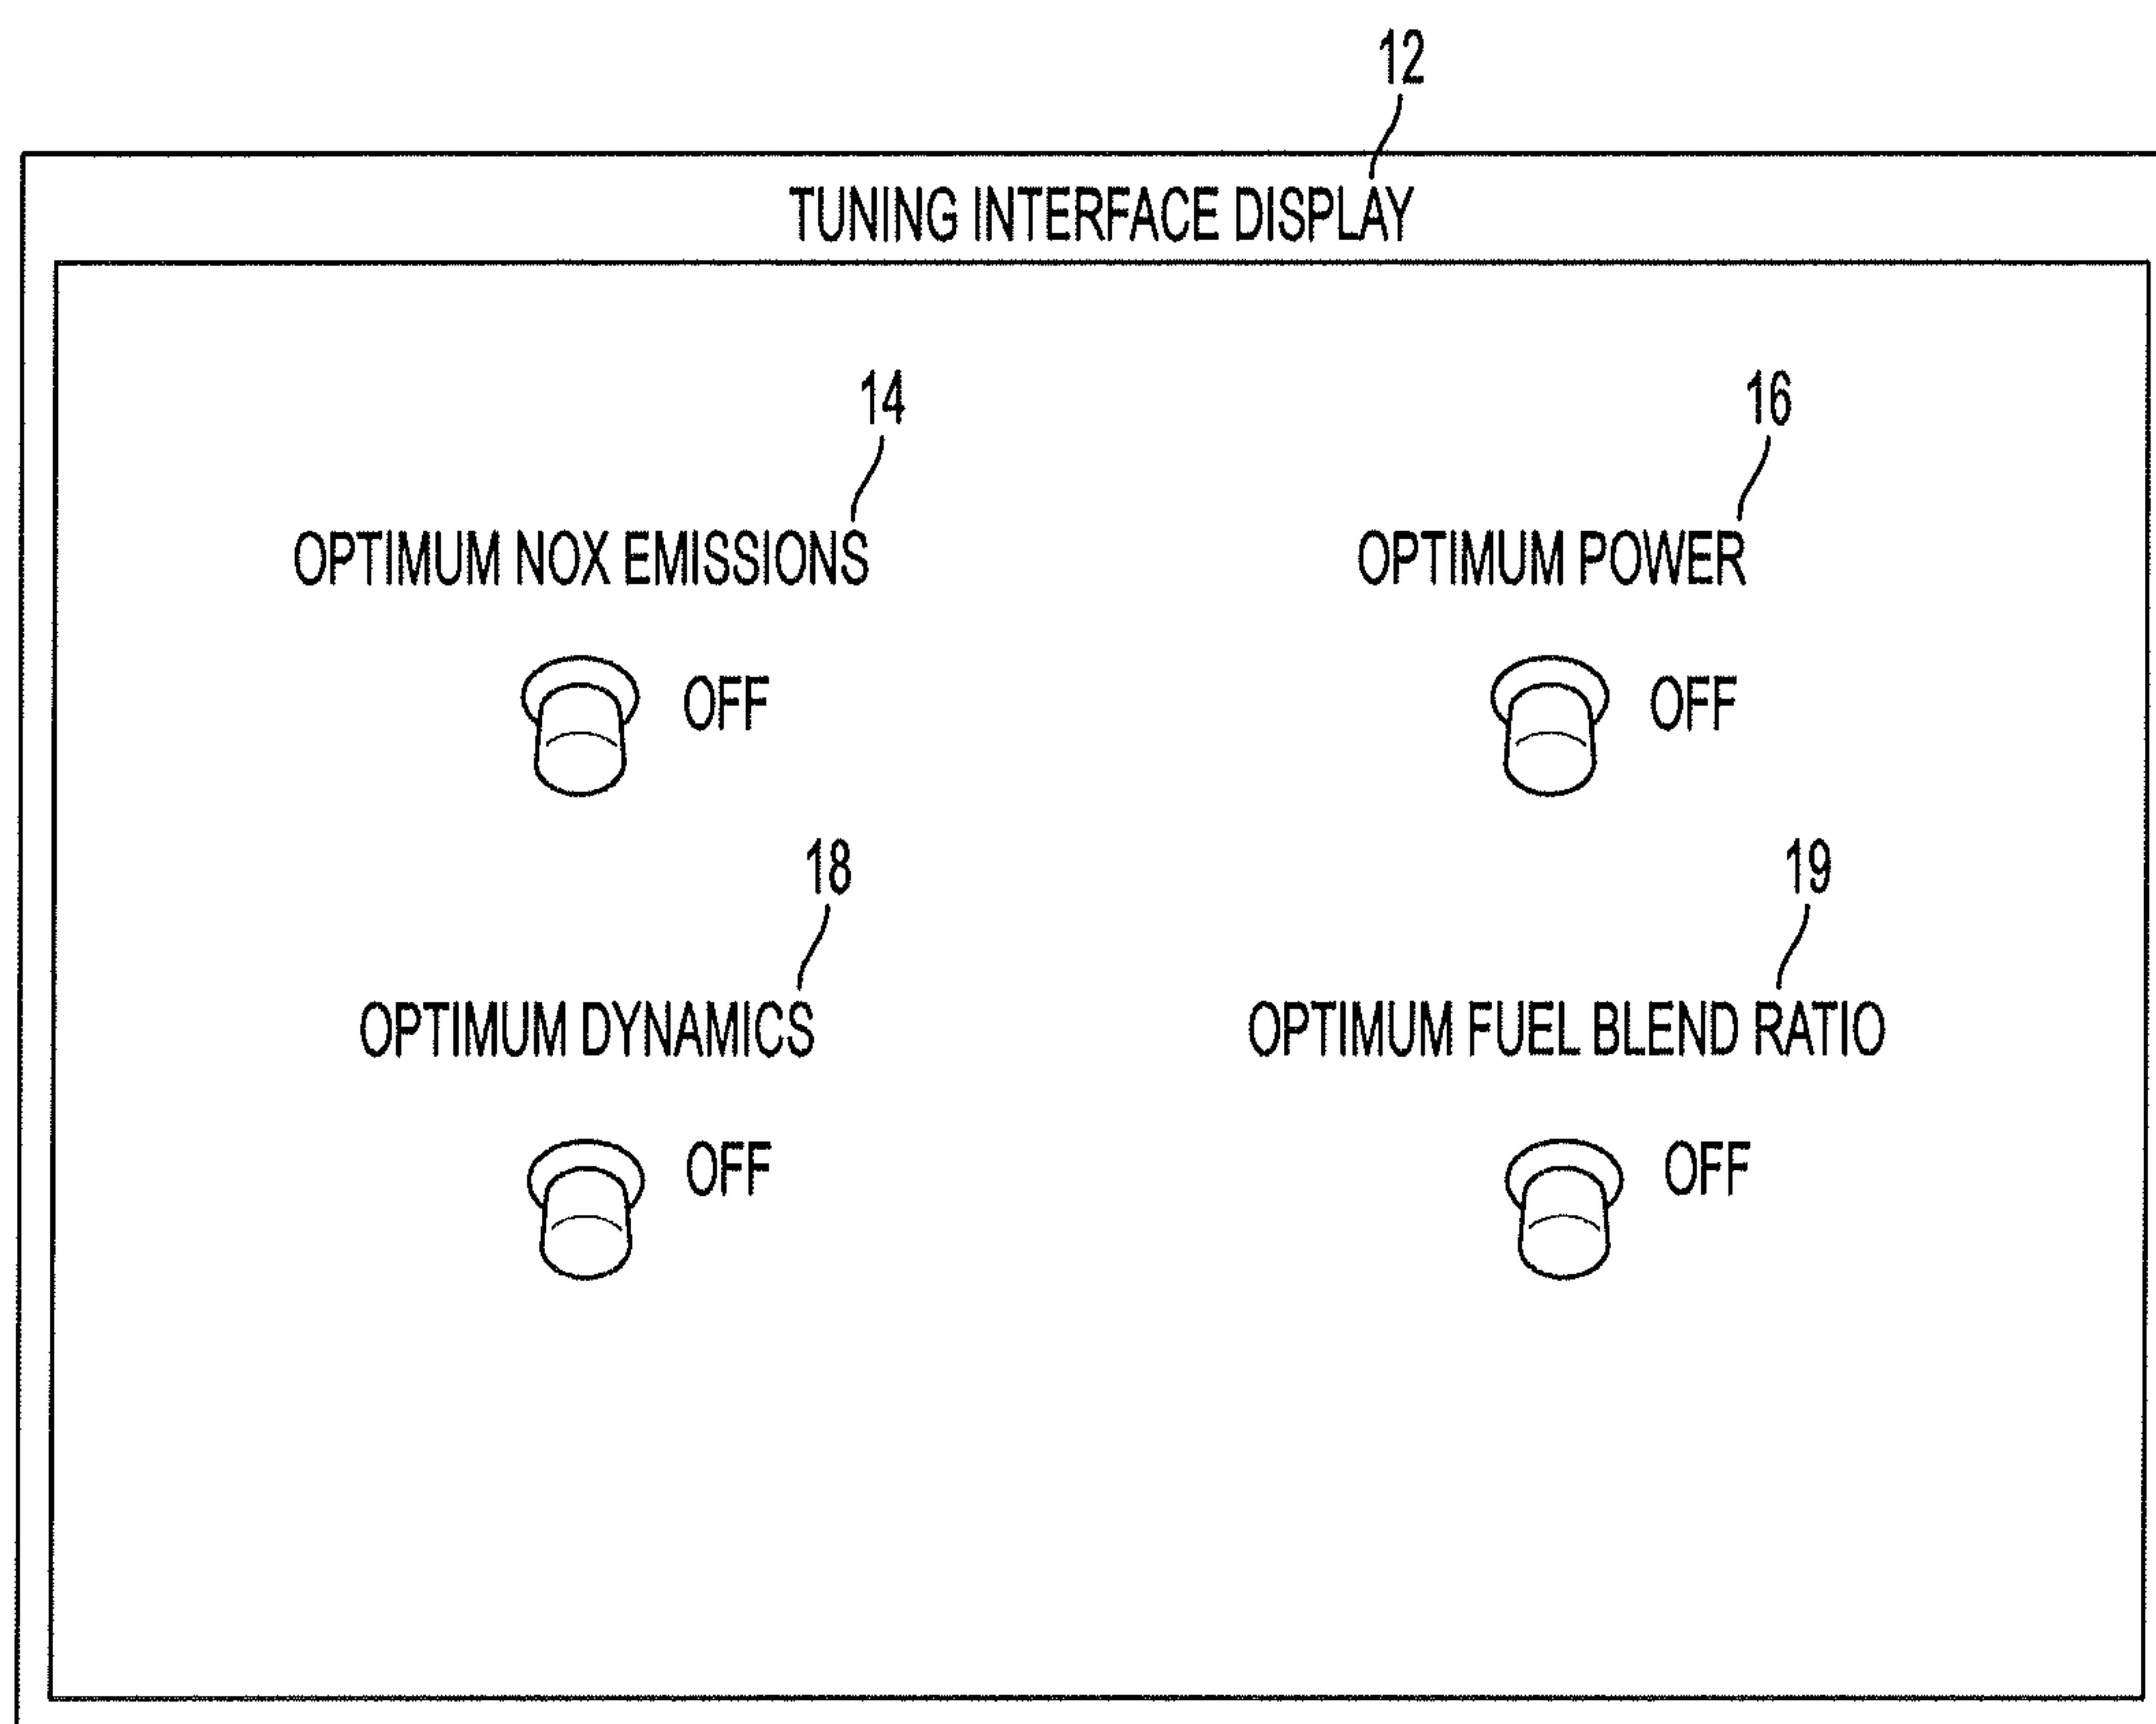 12
TUNING INTERFACE DISPLAY
14
16
OPTIMUM NOX EMISSIONS
OPTIMUM POWER
OFF
OFF
18
19
OPTIMUM DYNAMICS
OPTIMUM FUEL BLEND RATIO
OFF
OFF